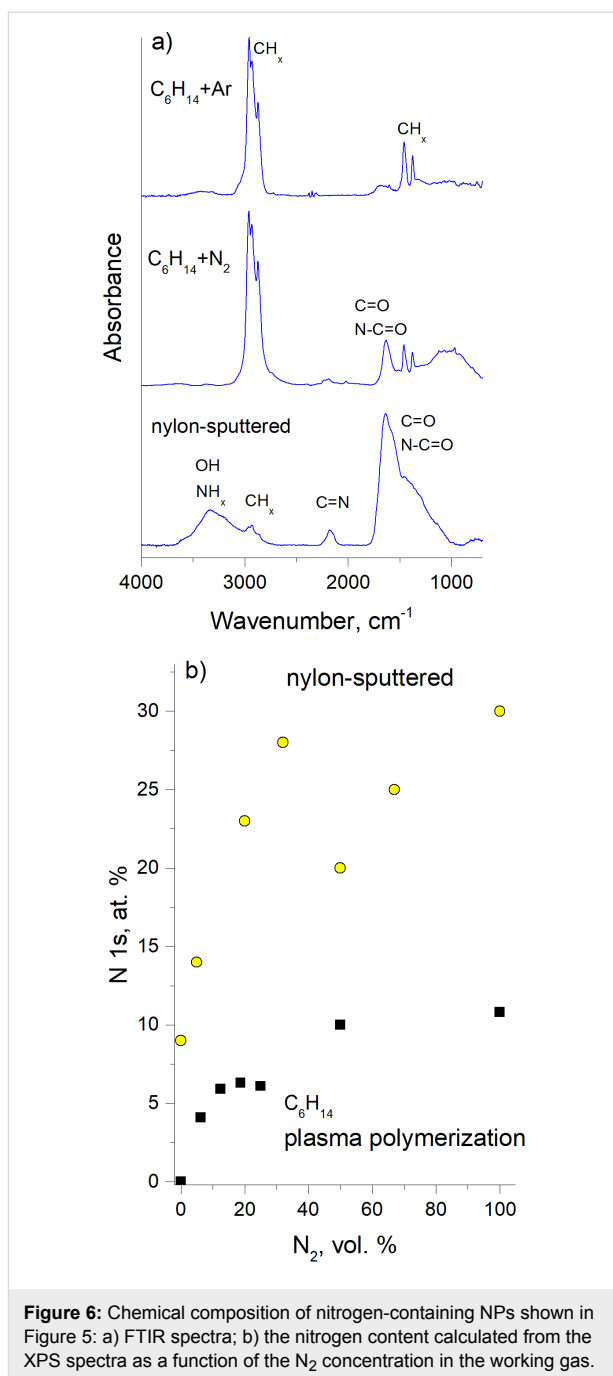 a)
CHₓ
C₆H₁₄+Ar
CHₓ
C₆H₁₄+N₂
C=O
N-C=O
Absorbance
nylon-sputtered
C=O
N-C=O
OH
NHₓ
CHₓ
C=N
4000 3000 2000 1000
Wavenumber, cm⁻¹
b)
nylon-sputtered
30
25
20
15
10
5
0
N 1s, at. %
C₆H₁₄
plasma polymerization
0 20 40 60 80 100
N₂, vol. %
Figure 6: Chemical composition of nitrogen-containing NPs shown in
Figure 5: a) FTIR spectra; b) the nitrogen content calculated from the
XPS spectra as a function of the N₂ concentration in the working gas.